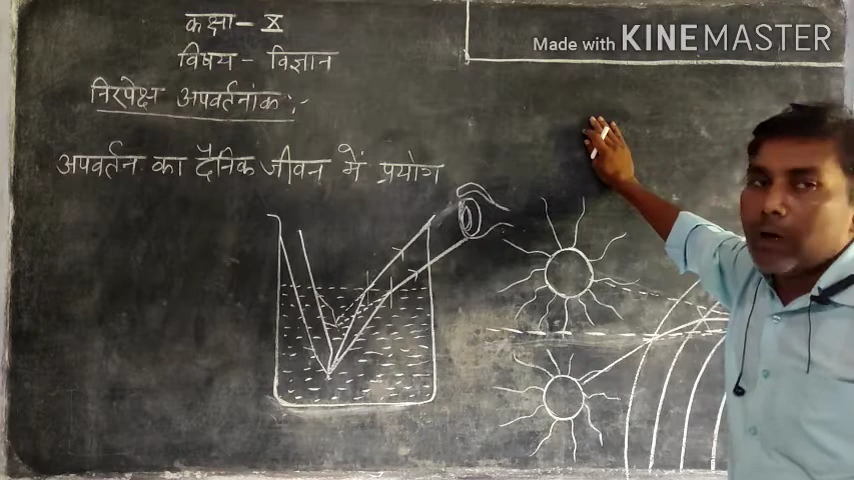 कक्षा - X
विषय - विज्ञान
निरपेक्ष अपवर्तनांक :-
अपवर्तन का दैनिक जीवन में प्रयोग
Made with KINEMASTER